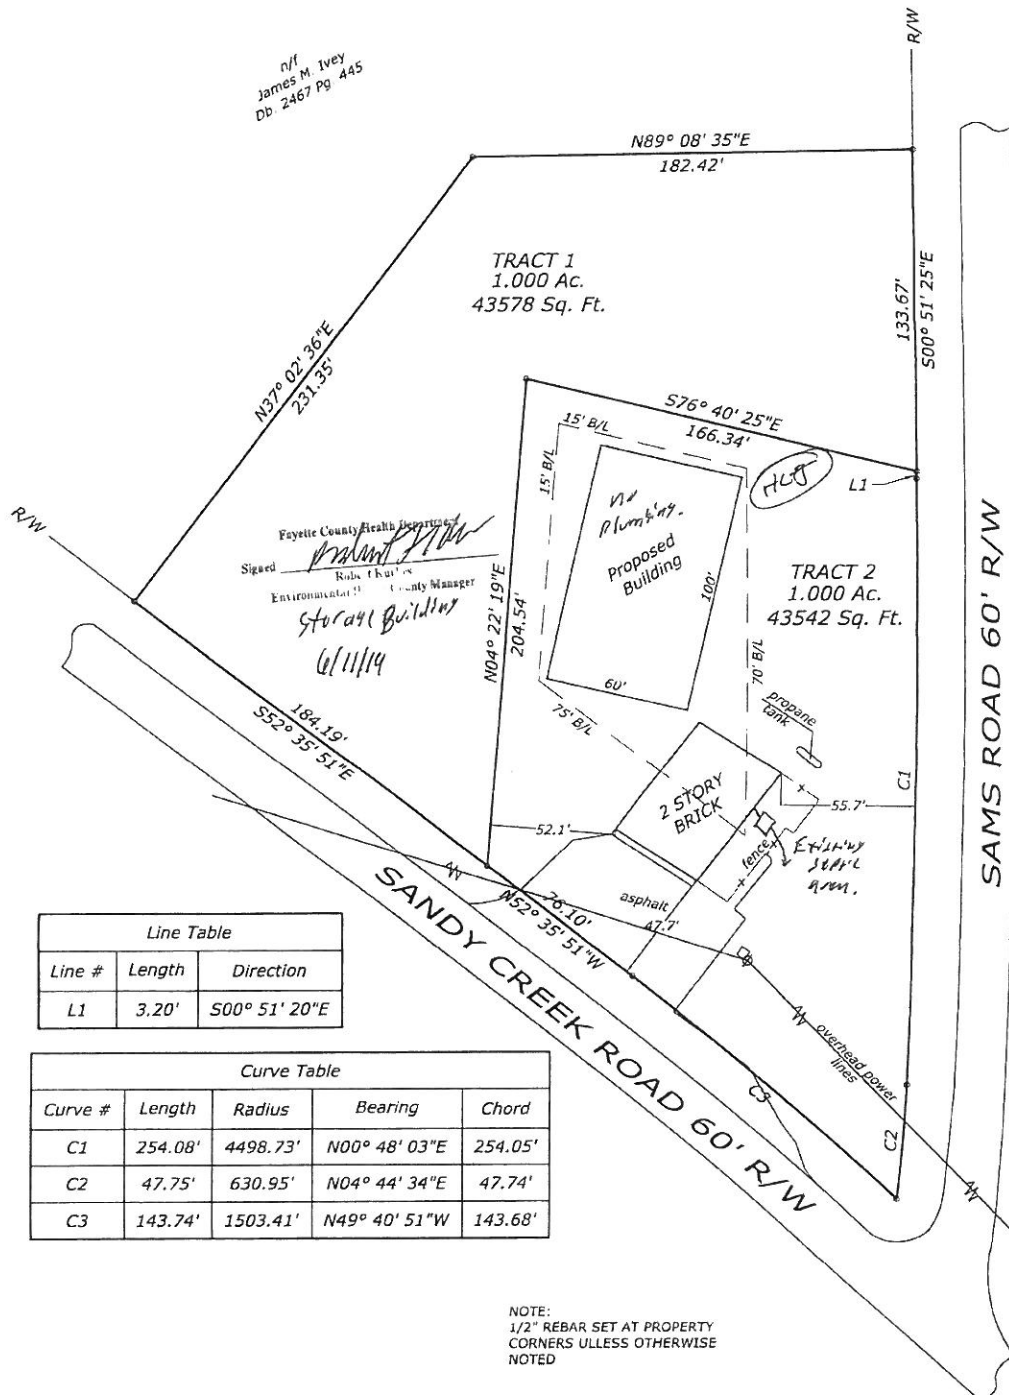 n/f
James M. Ivey
Db. 2467 Pg 445
R/W
N89° 08' 35"E
182.42'
TRACT 1
1.000 Ac.
43578 Sq. Ft.
133.67'
S00° 51' 25"E
N37° 02' 36"E
231.35'
S76° 40' 25"E
166.34'
15' B/L
15' B/L
HLG
L1
R/W
Fayette County Health Department
Signed
Environmental
County Manager
Storage Building
6/11/19
N04° 22' 19"E
204.54'
No
Plumbing.
Proposed
Building
100'
60'
TRACT 2
1.000 Ac.
43542 Sq. Ft.
70' B/L
75' B/L
propane
tank
SAMS ROAD 60' R/W
184.19'
S52° 35' 51"E
C1
2 STORY
BRICK
55.7'
52.1'
fence
Existing
Septic
area.
asphalt
47.7'
76.10'
N52° 35' 51"W
SANDY CREEK ROAD 60' R/W
overhead power
lines
C3
C2
Line Table
Line # Length Direction
L1 3.20' S00° 51' 20"E
Curve Table
Curve # Length Radius Bearing Chord
C1 254.08' 4498.73' N00° 48' 03"E 254.05'
C2 47.75' 630.95' N04° 44' 34"E 47.74'
C3 143.74' 1503.41' N49° 40' 51"W 143.68'
NOTE:
1/2" REBAR SET AT PROPERTY
CORNERS ULLESS OTHERWISE
NOTED